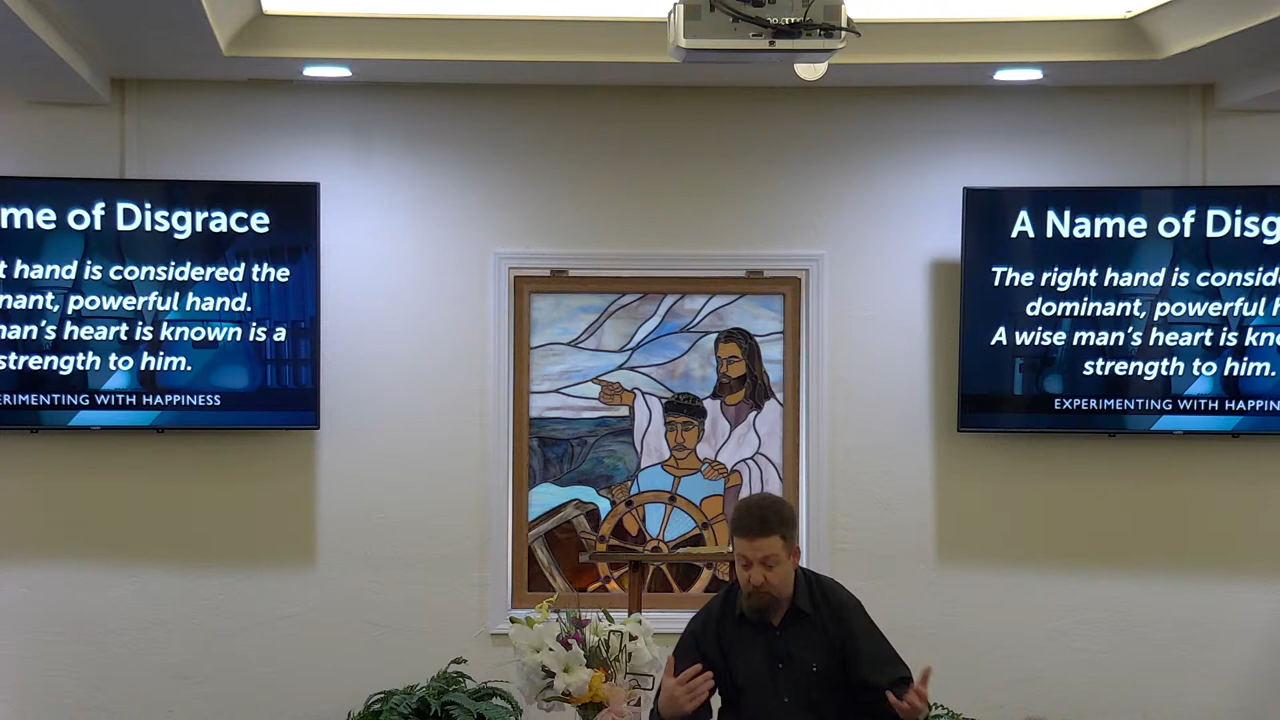 me of Disgrace
t hand is considered the
nant, powerful hand.
man's heart is known is a
strength to him.
ERIMENTING WITH HAPPINESS
A Name of Disg
The right hand is conside
dominant, powerful h
A wise man's heart is kno
strength to him.
EXPERIMENTING WITH HAPPIN